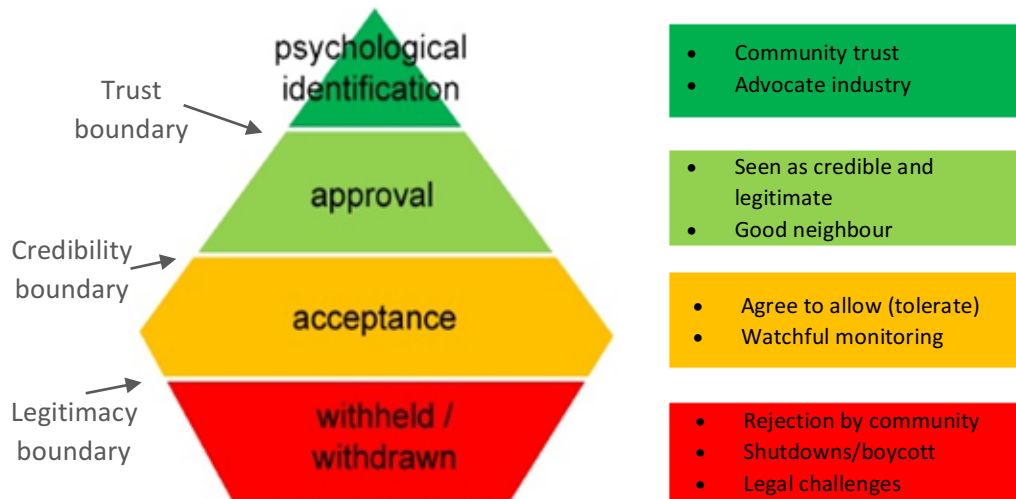 psychological
identification
Trust
boundary
approval
Credibility
boundary
acceptance
Legitimacy
boundary
withheld /
withdrawn
• Community trust
• Advocate industry
• Seen as credible and
legitimate
• Good neighbour
• Agree to allow (tolerate)
• Watchful monitoring
• Rejection by community
• Shutdowns/boycott
• Legal challenges